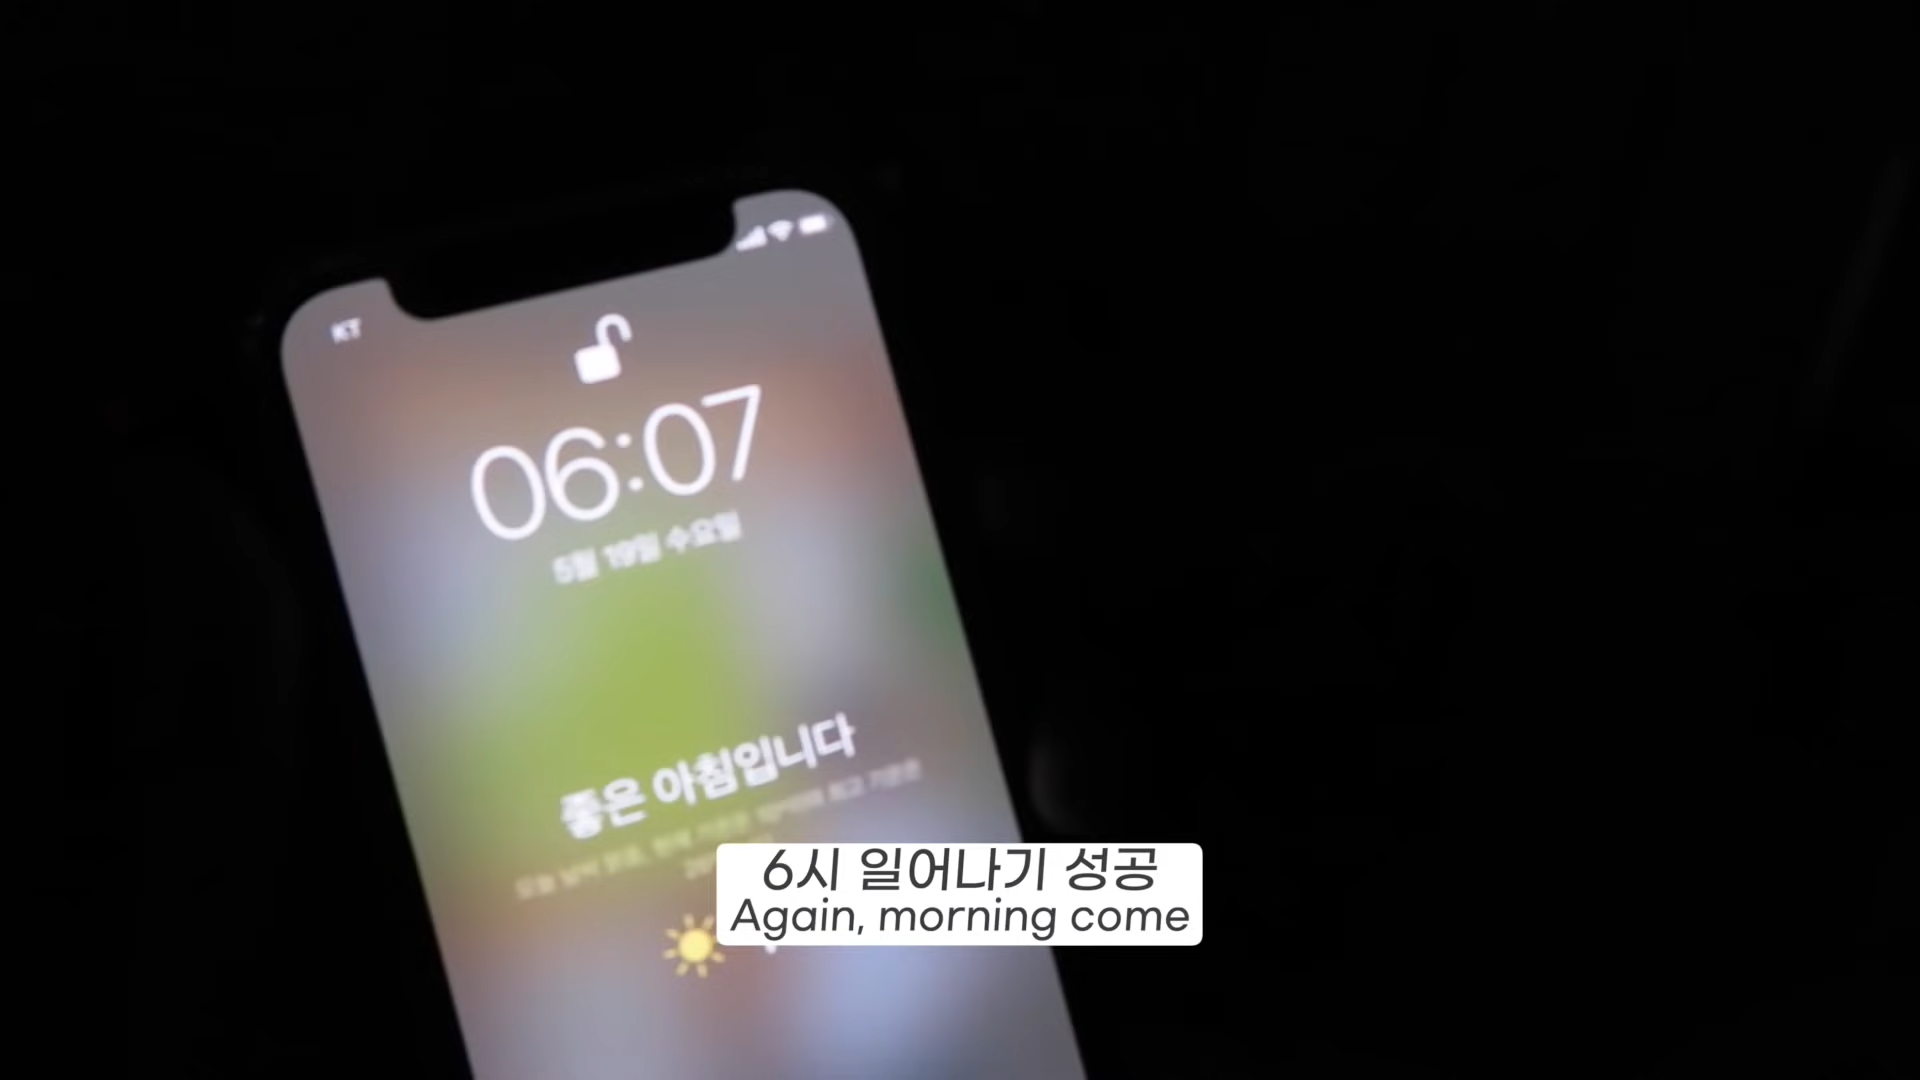 KT
06:07
5월 19일 수요일
좋은 아침입니다
6시 일어나기 성공
Again, morning come